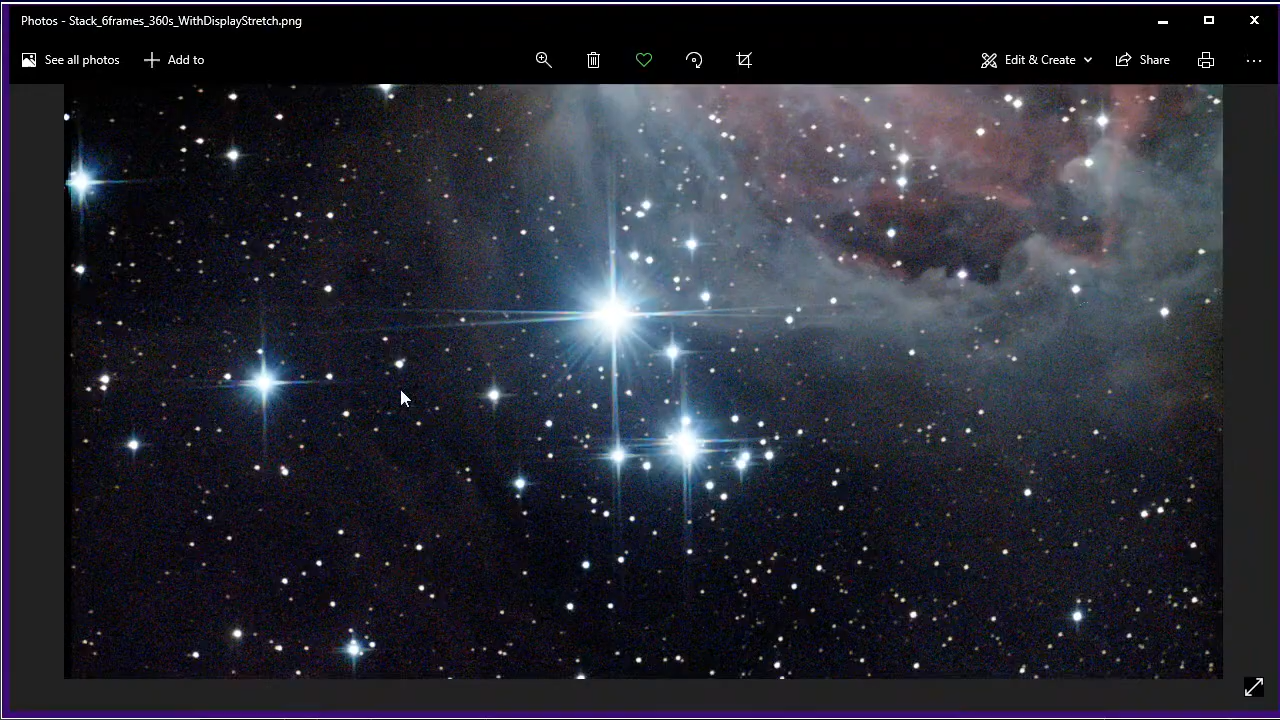 Photos - Stack_6frames_360s_WithDisplayStretch.png
See all photos
Add to
Edit & Create
Share